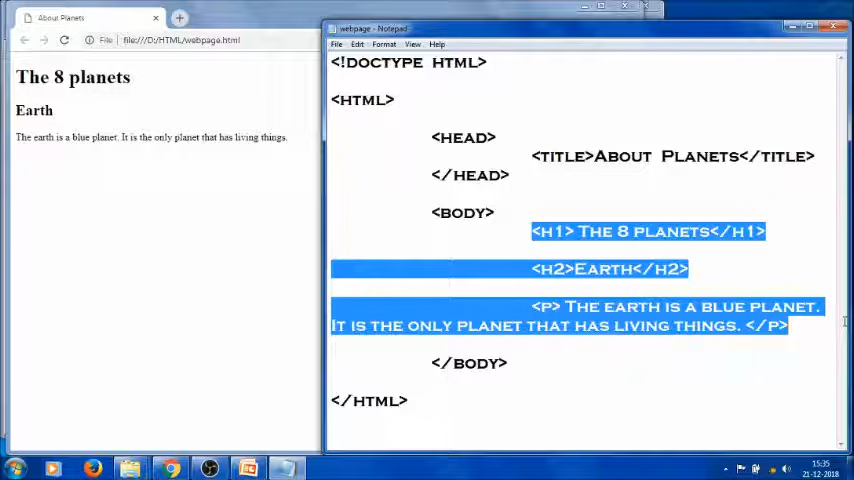 About Planets
File
file:///D:/HTML/webpage.html
The 8 planets
Earth
The earth is a blue planet. It is the only planet that has living things.
webpage - Notepad
File Edit Format View Help
<!DOCTYPE HTML>
<HTML>
<HEAD>
<TITLE>About Planets</TITLE>
</HEAD>
<BODY>
<h1> The 8 planets</h1>
<h2>Earth</h2>
<p> The earth is a blue planet.
It is the only planet that has living things. </p>
</BODY>
</HTML>
15:35
21-12-2018